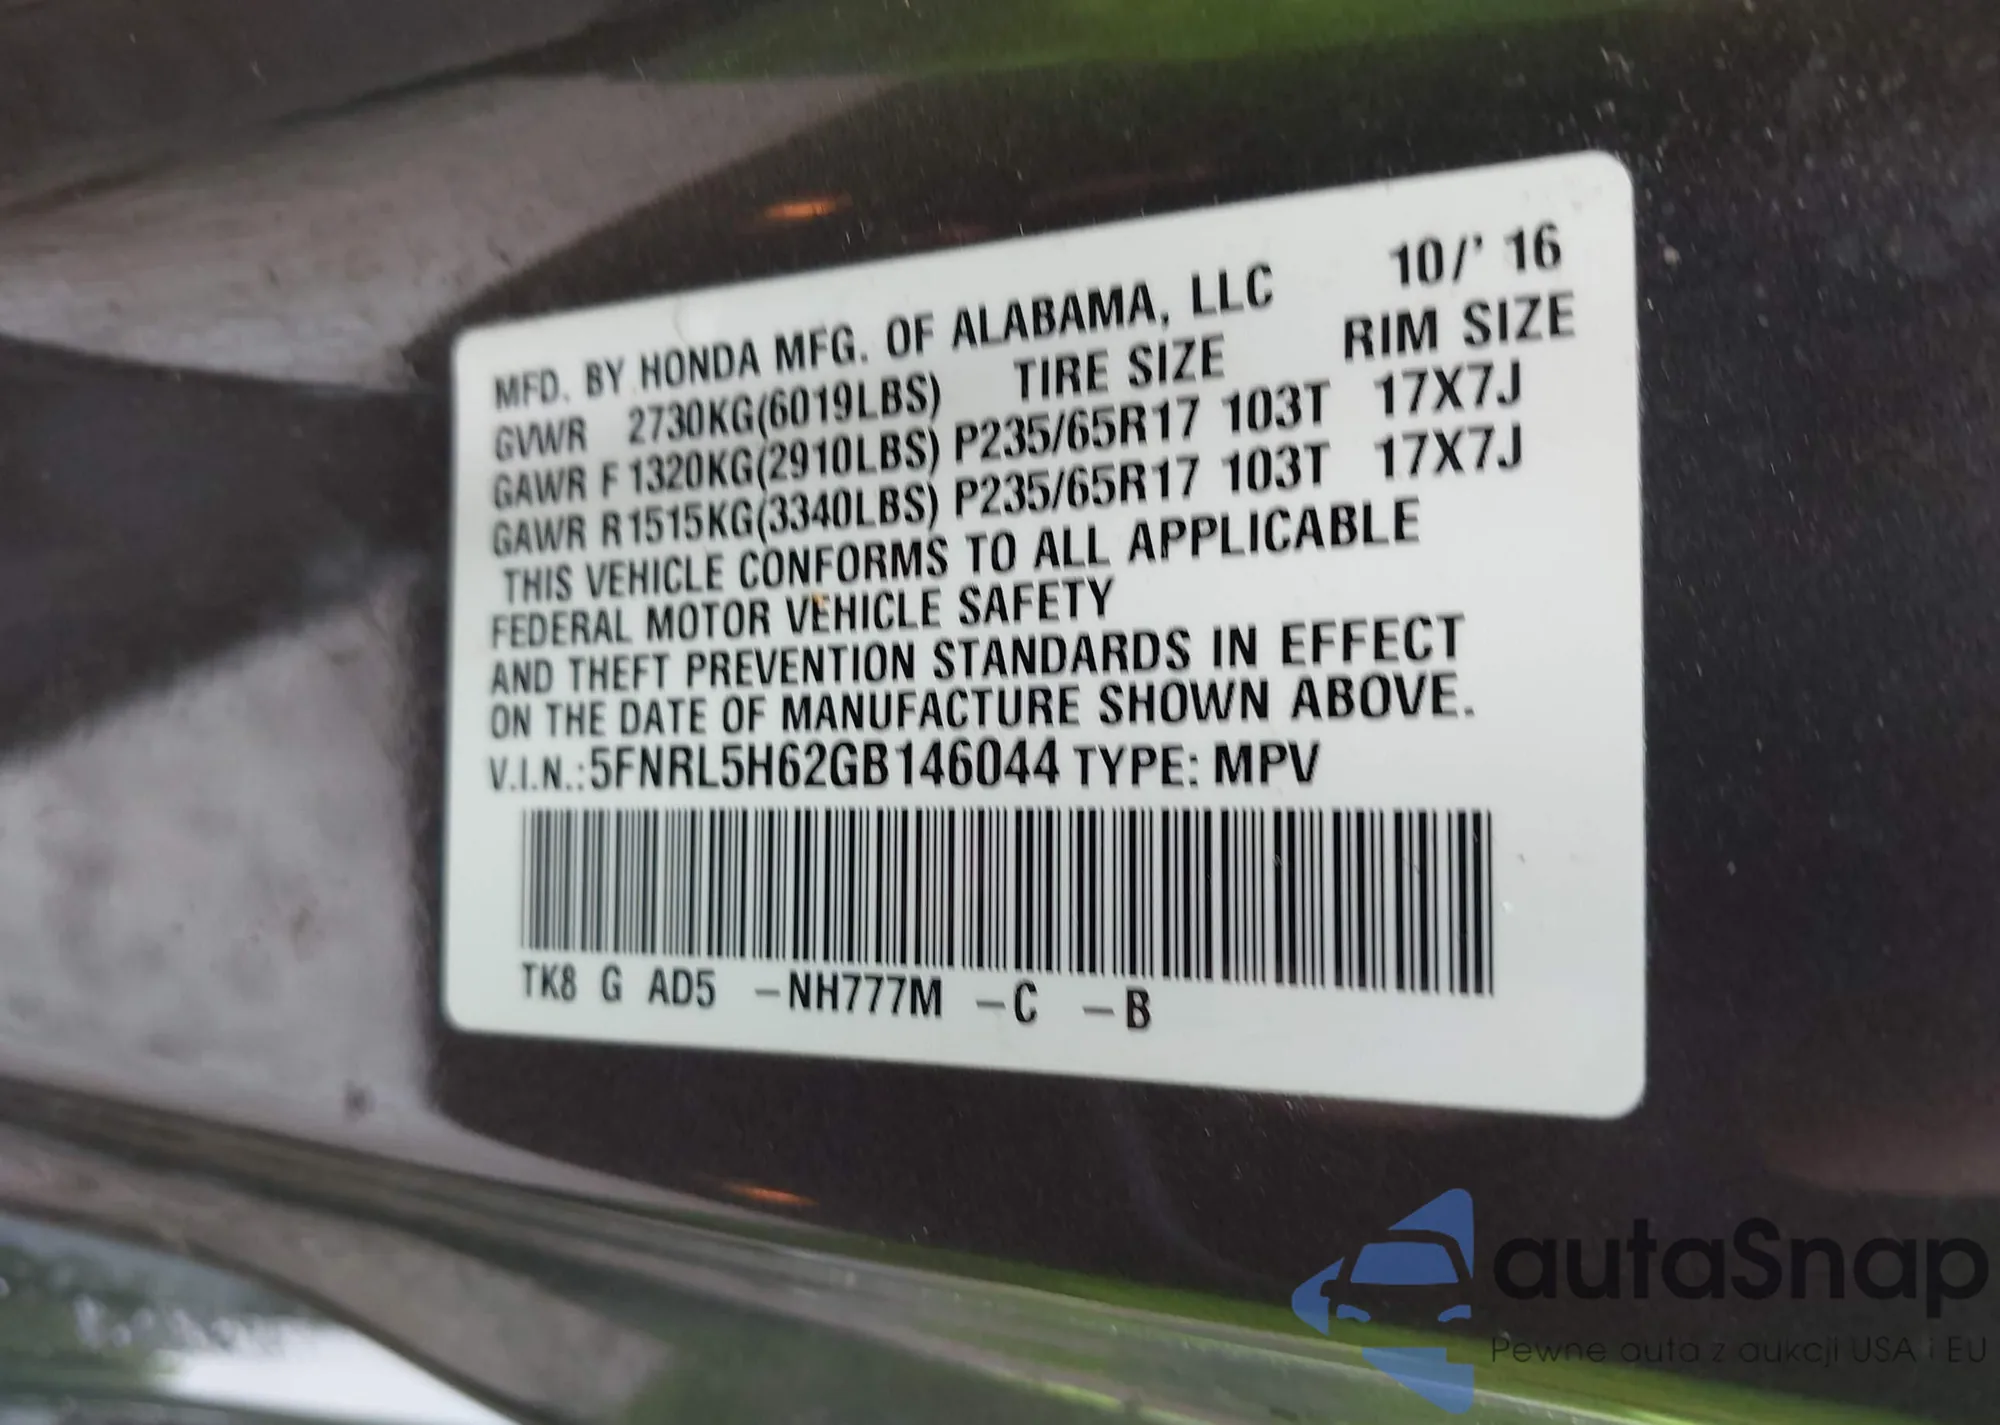 MFD. BY HONDA MFG. OF ALABAMA, LLC 10/' 16
GVWR 2730KG(6019LBS) TIRE SIZE RIM SIZE
GAWR F 1320KG(2910LBS) P235/65R17 103T 17X7J
GAWR R1515KG(3340LBS) P235/65R17 103T 17X7J
THIS VEHICLE CONFORMS TO ALL APPLICABLE
FEDERAL MOTOR VEHICLE SAFETY
AND THEFT PREVENTION STANDARDS IN EFFECT
ON THE DATE OF MANUFACTURE SHOWN ABOVE.
V.I.N.:5FNRL5H62GB146044 TYPE: MPV
TK8 G AD5 -NH777M -C -B
autaSnap
Pewne auta z aukcji USA i EU